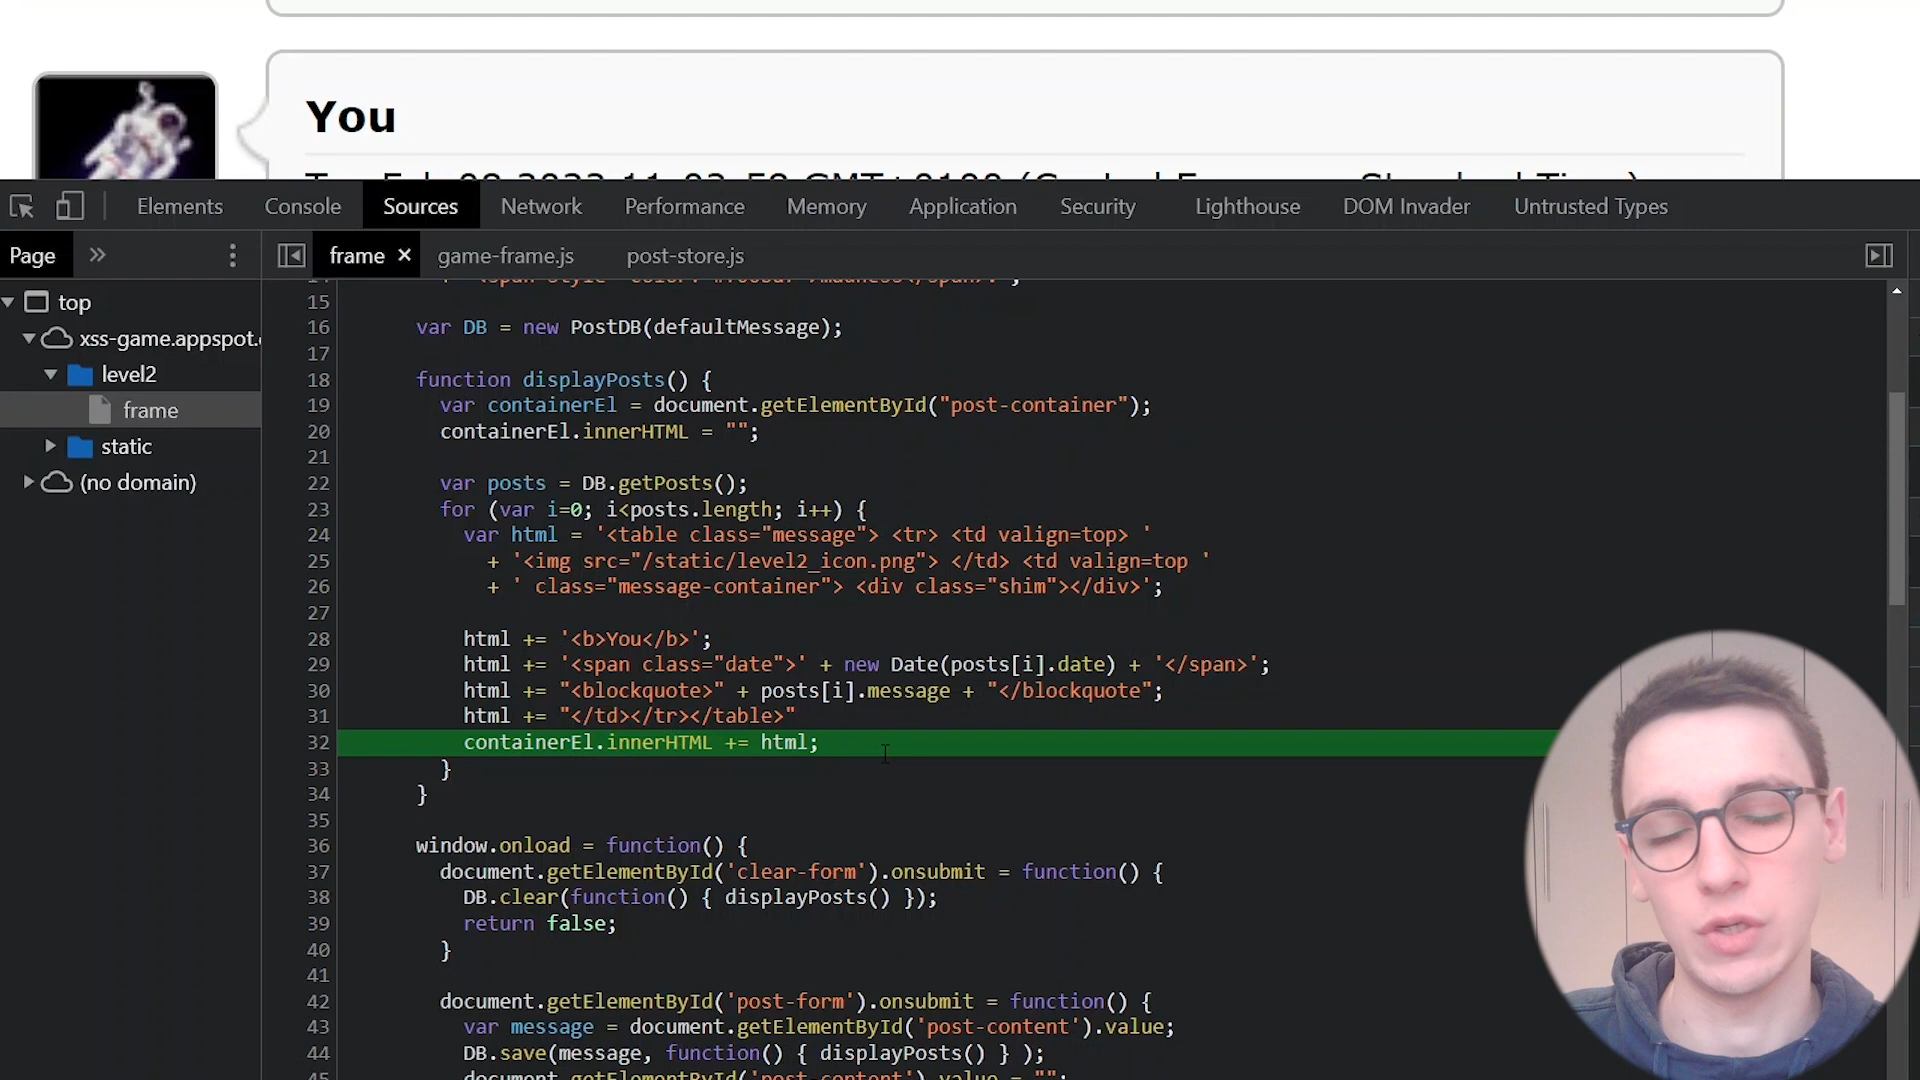 You
Elements Console Sources Network Performance Memory Application Security Lighthouse DOM Invader Untrusted Types
Page frame game-frame.js post-store.js
top
xss-game.appspot.
level2
frame
static
(no domain)
15
16 var DB = new PostDB(defaultMessage);
17
18 function displayPosts() {
19 var containerEl = document.getElementById("post-container");
20 containerEl.innerHTML = "";
21
22 var posts = DB.getPosts();
23 for (var i=0; i<posts.length; i++) {
24 var html = '<table class="message"> <tr> <td valign=top> '
25 + '<img src="/static/level2_icon.png"> </td> <td valign=top '
26 + ' class="message-container"> <div class="shim"></div>';
27
28 html += '<b>You</b>';
29 html += '<span class="date">' + new Date(posts[i].date) + '</span>';
30 html += "<blockquote>" + posts[i].message + "</blockquote";
31 html += "</td></tr></table>"
32 containerEl.innerHTML += html;
33 }
34 }
35
36 window.onload = function() {
37 document.getElementById('clear-form').onsubmit = function() {
38 DB.clear(function() { displayPosts() });
39 return false;
40 }
41
42 document.getElementById('post-form').onsubmit = function() {
43 var message = document.getElementById('post-content').value;
44 DB.save(message, function() { displayPosts() } );
45 document.getElementById('post-content').value = "";